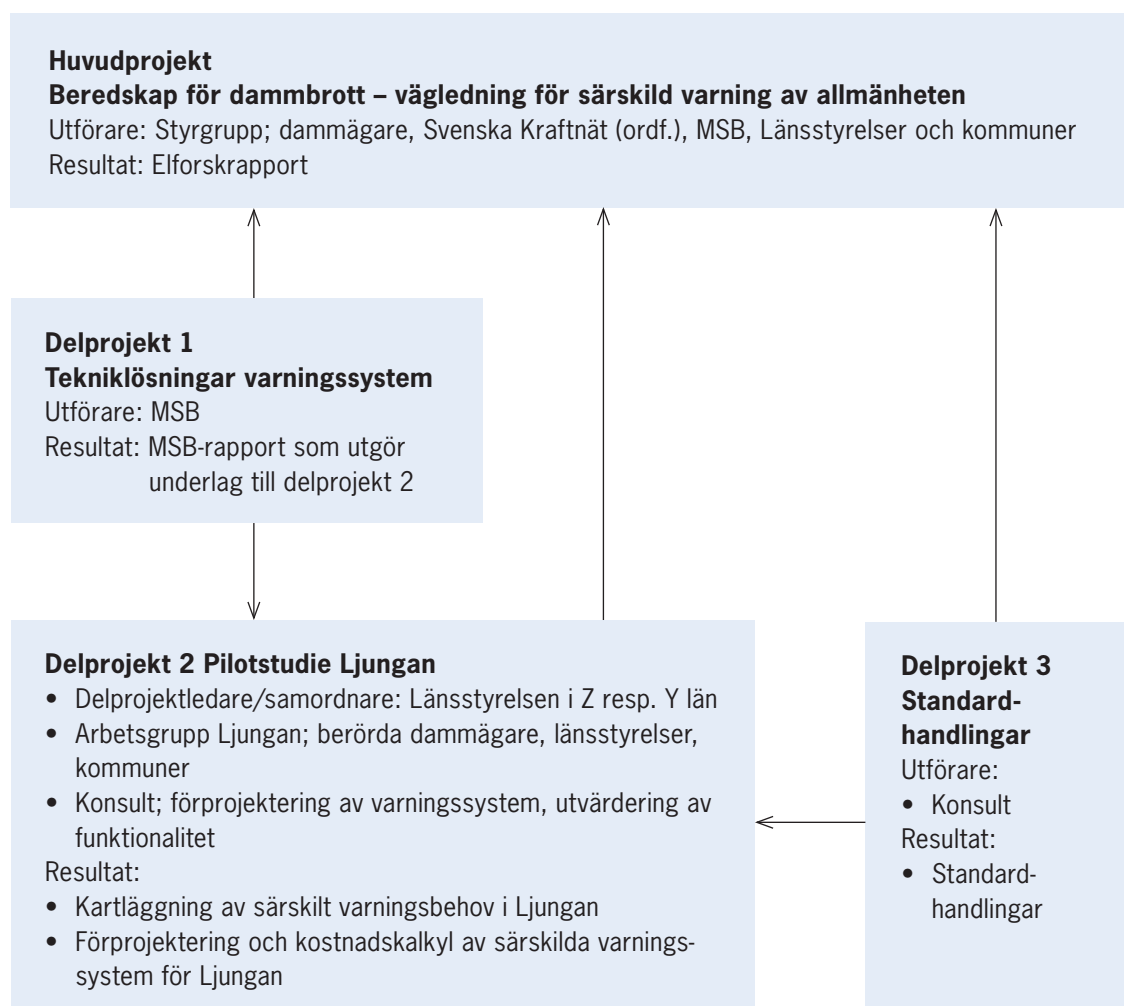 Huvudprojekt
Beredskap för dammbrott – vägledning för särskild varning av allmänheten
Utförare: Styrgrupp; dammägare, Svenska Kraftnät (ordf.), MSB, Länsstyrelser och kommuner
Resultat: Elforskrapport
Delprojekt 1
Tekniklösningar varningssystem
Utförare: MSB
Resultat: MSB-rapport som utgör
underlag till delprojekt 2
Delprojekt 2 Pilotstudie Ljungan
• Delprojektledare/samordnare: Länsstyrelsen i Z resp. Y län
• Arbetsgrupp Ljungan; berörda dammägare, länsstyrelser,
kommuner
• Konsult; förprojektering av varningssystem, utvärdering av
funktionalitet
Resultat:
• Kartläggning av särskilt varningsbehov i Ljungan
• Förprojektering och kostnadskalkyl av särskilda varnings-
system för Ljungan
Delprojekt 3
Standard-
handlingar
Utförare:
• Konsult
Resultat:
• Standard-
handlingar